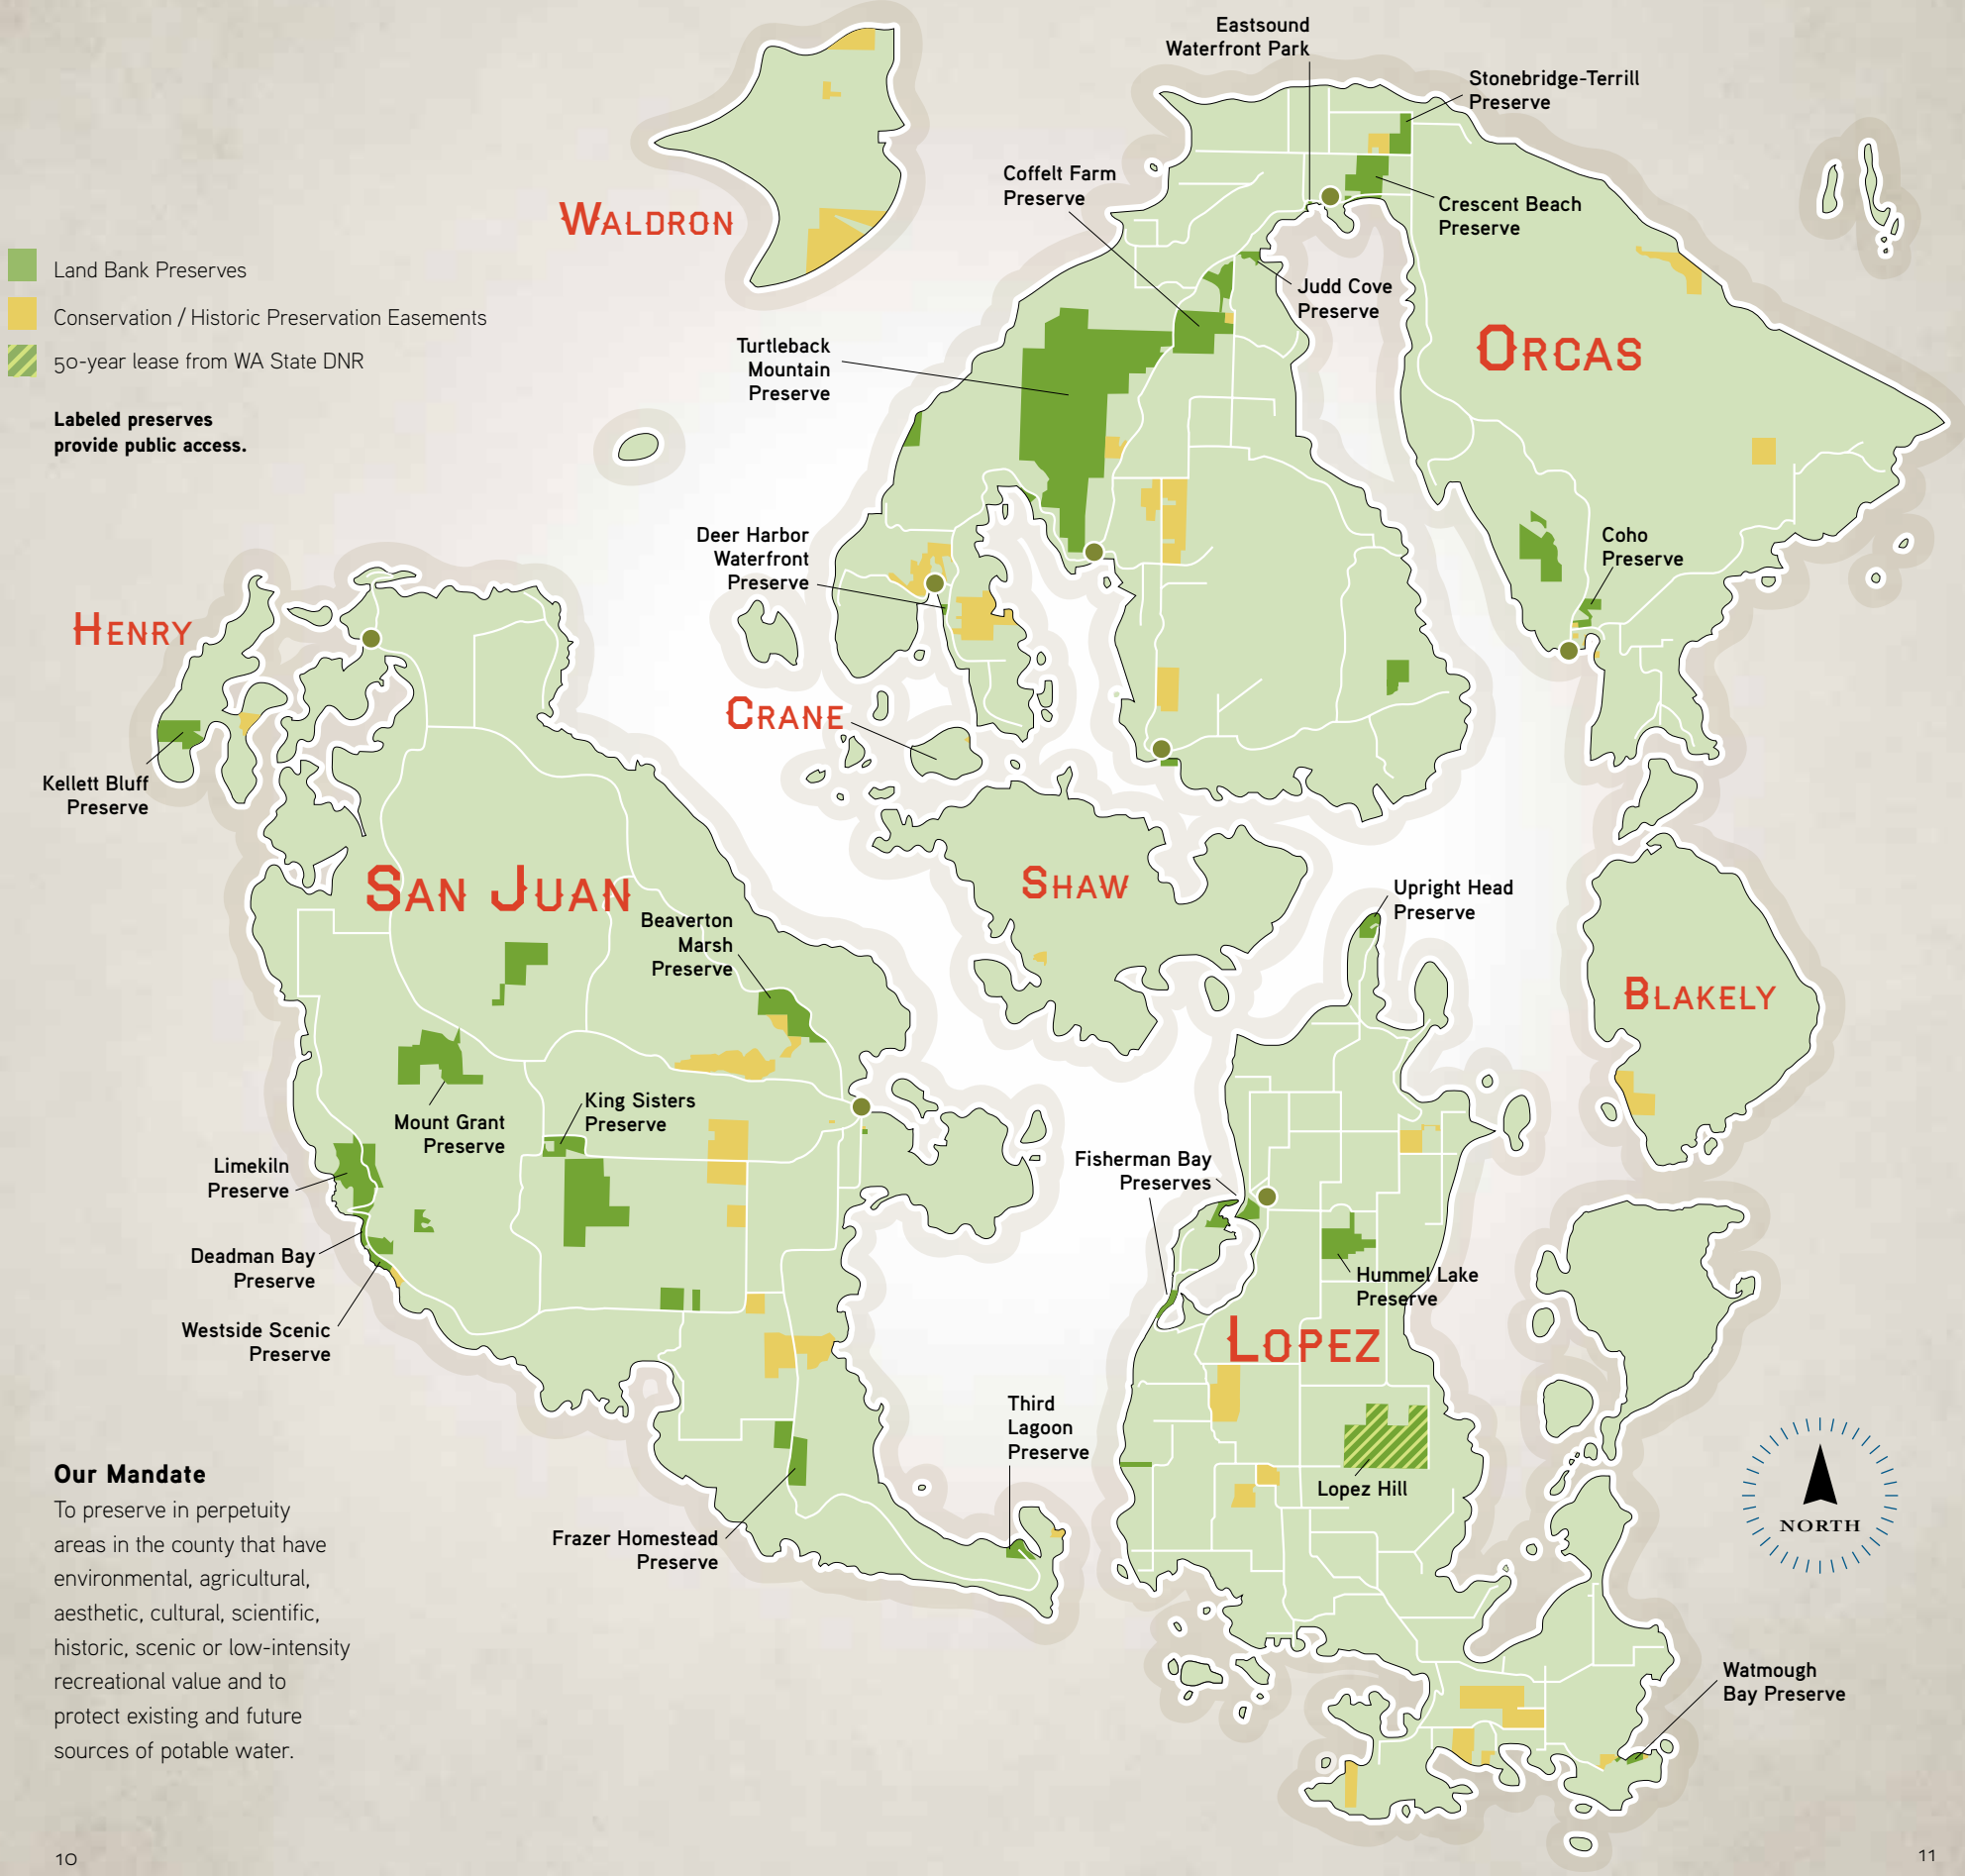 Eastsound
Waterfront Park
Stonebridge-Terrill
Preserve
Coffelt Farm
Preserve
Crescent Beach
Preserve
WALDRON
Land Bank Preserves
Conservation / Historic Preservation Easements
50-year lease from WA State DNR
Labeled preserves
provide public access.
Judd Cove
Preserve
ORCAS
Turtleback
Mountain
Preserve
Deer Harbor
Waterfront
Preserve
Coho
Preserve
HENRY
CRANE
Kellett Bluff
Preserve
SAN JUAN
SHAW
Upright Head
Preserve
Beaverton
Marsh
Preserve
BLAKELY
King Sisters
Preserve
Mount Grant
Preserve
Limekiln
Preserve
Fisherman Bay
Preserves
Deadman Bay
Preserve
Hummel Lake
Preserve
Westside Scenic
Preserve
LOPEZ
Third
Lagoon
Preserve
Lopez Hill
NORTH
Frazer Homestead
Preserve
Our Mandate
To preserve in perpetuity
areas in the county that have
environmental, agricultural,
aesthetic, cultural, scientific,
historic, scenic or low-intensity
recreational value and to
protect existing and future
sources of potable water.
Watmough
Bay Preserve
10
11